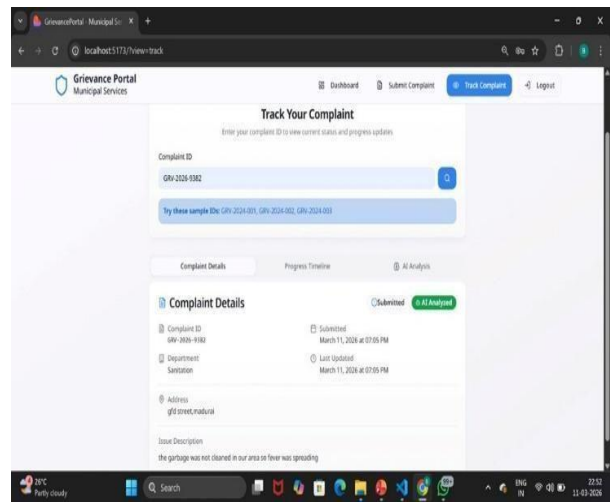 GrievancePortal - Municipal Se
localhost:5173/?view=track
Grievance Portal
Municipal Services
Dashboard
Submit Complaint
Track Complaint
Logout
Track Your Complaint
Enter your complaint ID to view current status and progress updates
Complaint ID
GRV-2026-9382
Try these sample IDs: GRV-2024-001, GRV-2024-002, GRV-2024-003
Complaint Details
Progress Timeline
AI Analysis
Complaint Details
Submitted
AI Analyzed
Complaint ID
GRV-2026-9382
Submitted
March 11, 2026 at 07:05 PM
Department
Sanitation
Last Updated
March 11, 2026 at 07:05 PM
Address
gfd street,madurai
Issue Description
the garbage was not cleaned in our area so fever was spreading
26°C
Partly cloudy
Search
99+
ENG
IN
22:52
11-03-2026